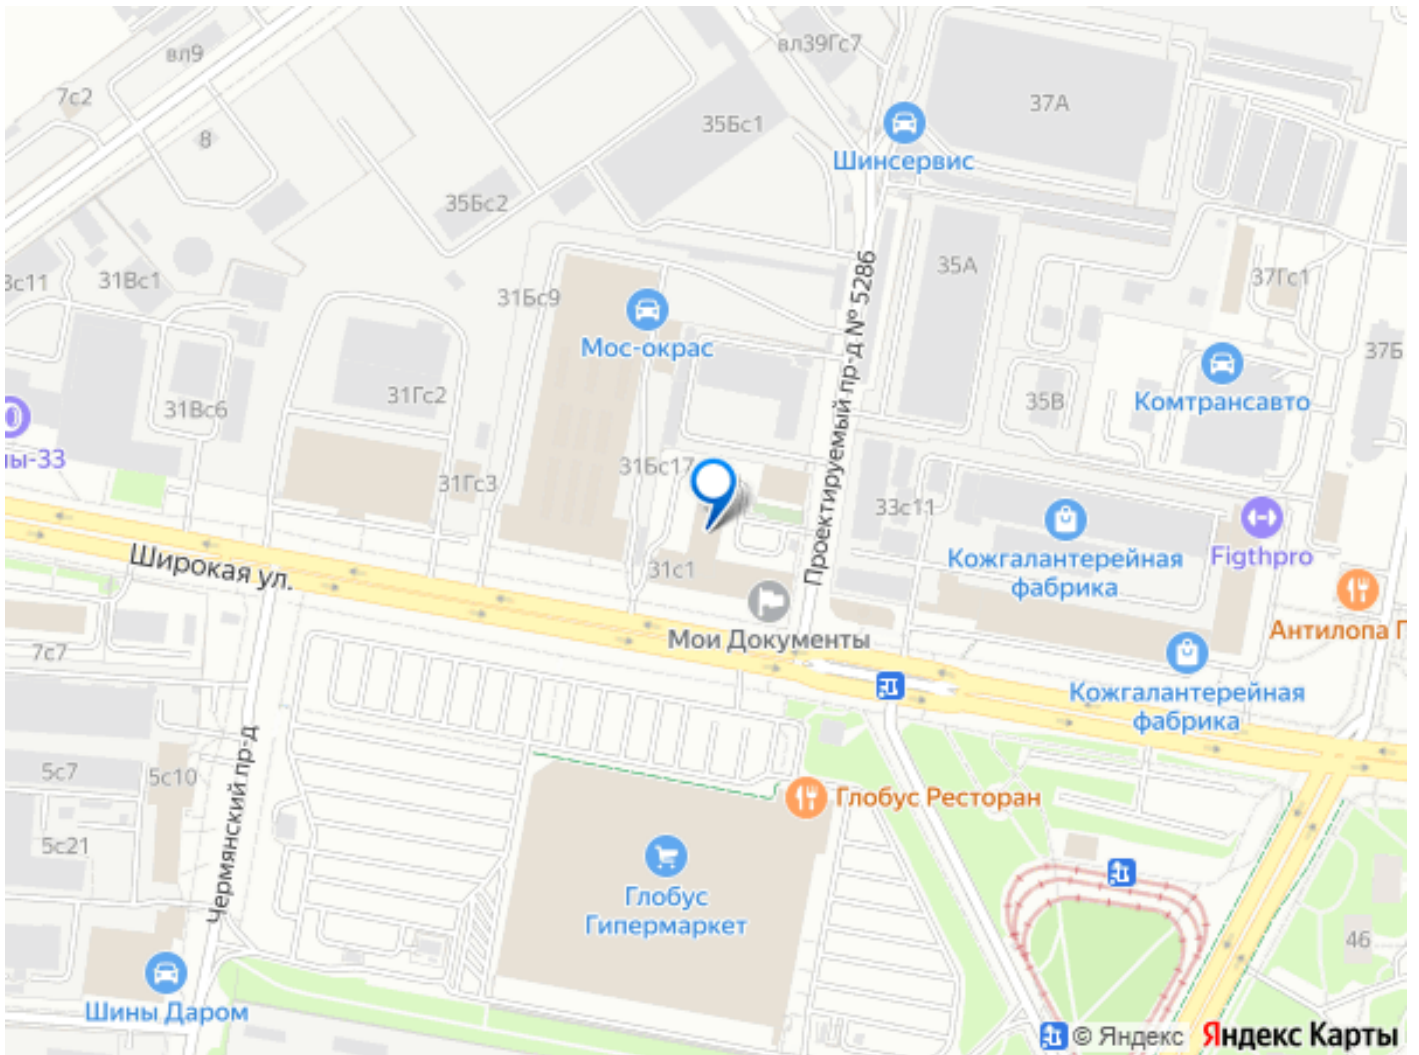 вл9
вл39Гс7
7с2
37А
35Бс1
8
Шинсервис
35Бс2
35А
37Гс1
31Вс1
31Бс9
Мос-окрас
Проектируемый пр-д № 5286
37Б
31Гс2
35В
Комтрансавто
31Вс6
31Бс17
31Гс3
33с11
Кожгалантерейная
фабрика
Figthpro
Широкая ул.
31с1
Мои Документы
Антилопа Г
7с7
Кожгалантерейная
фабрика
Чермянский пр-д
5с7
5с10
Глобус Ресторан
5с21
Глобус
Гипермаркет
46
Шины Даром
© Яндекс Яндекс Карты